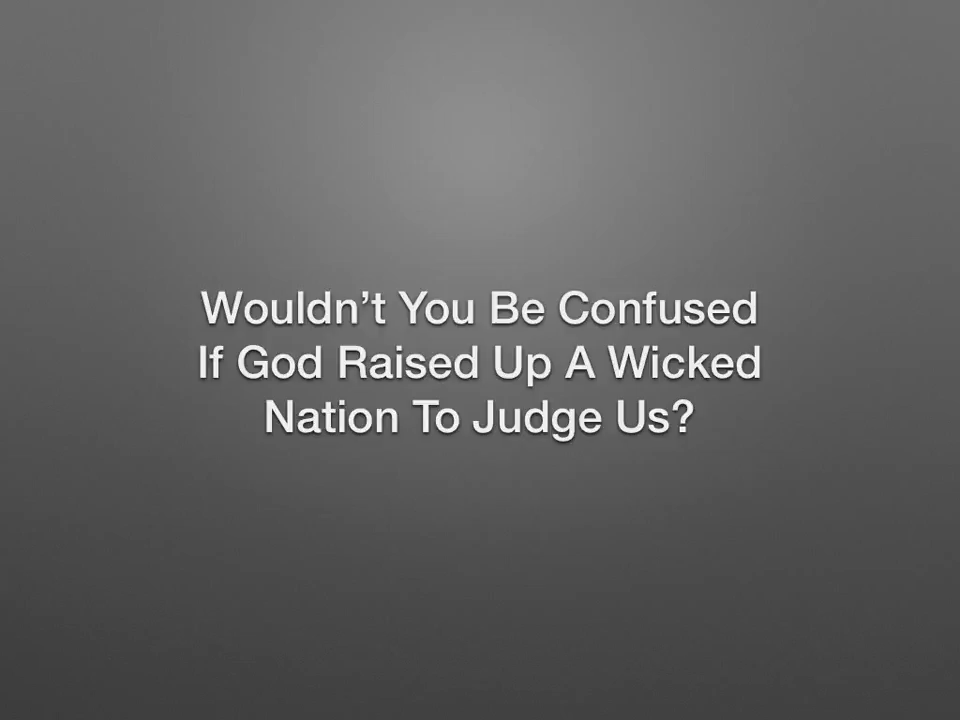 Wouldn’t You Be Confused
If God Raised Up A Wicked
Nation To Judge Us?